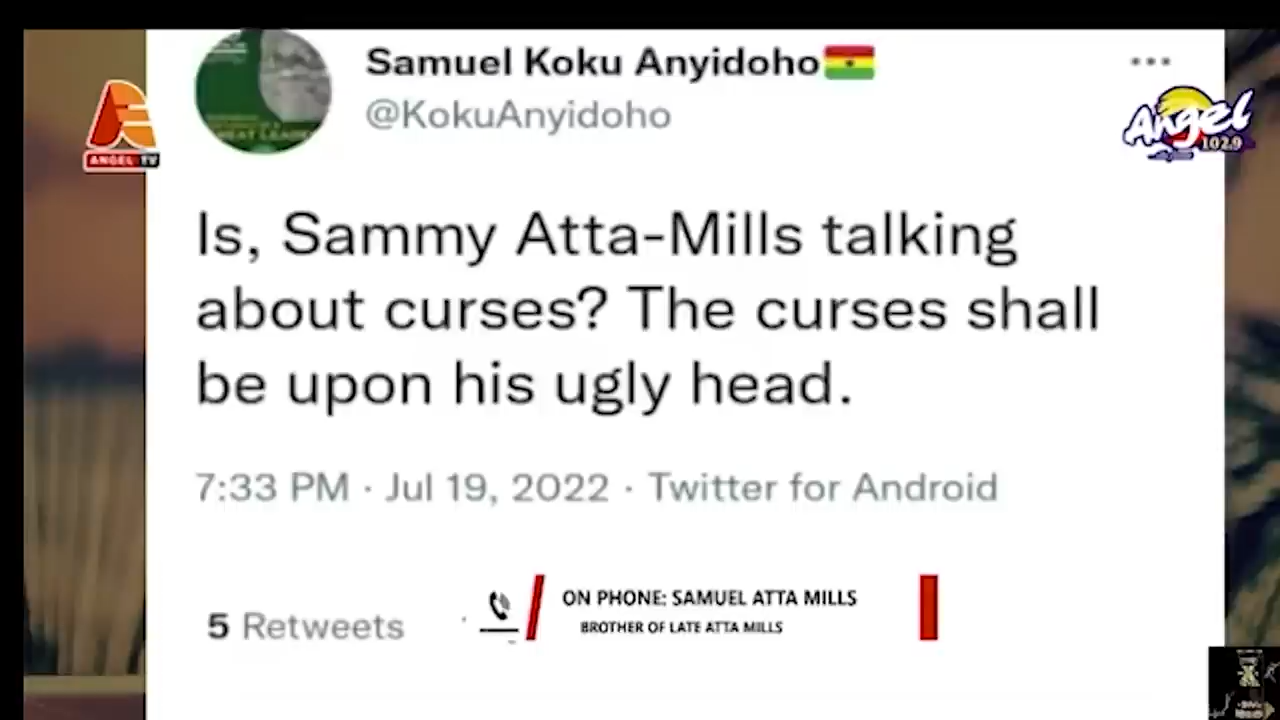 Samuel Koku Anyidoho🇬🇭
@KokuAnyidoho
ANGEL TV
Angel
102.9
Is, Sammy Atta-Mills talking
about curses? The curses shall
be upon his ugly head.
7:33 PM · Jul 19, 2022 · Twitter for Android
5 Retweets
ON PHONE: SAMUEL ATTA MILLS
BROTHER OF LATE ATTA MILLS